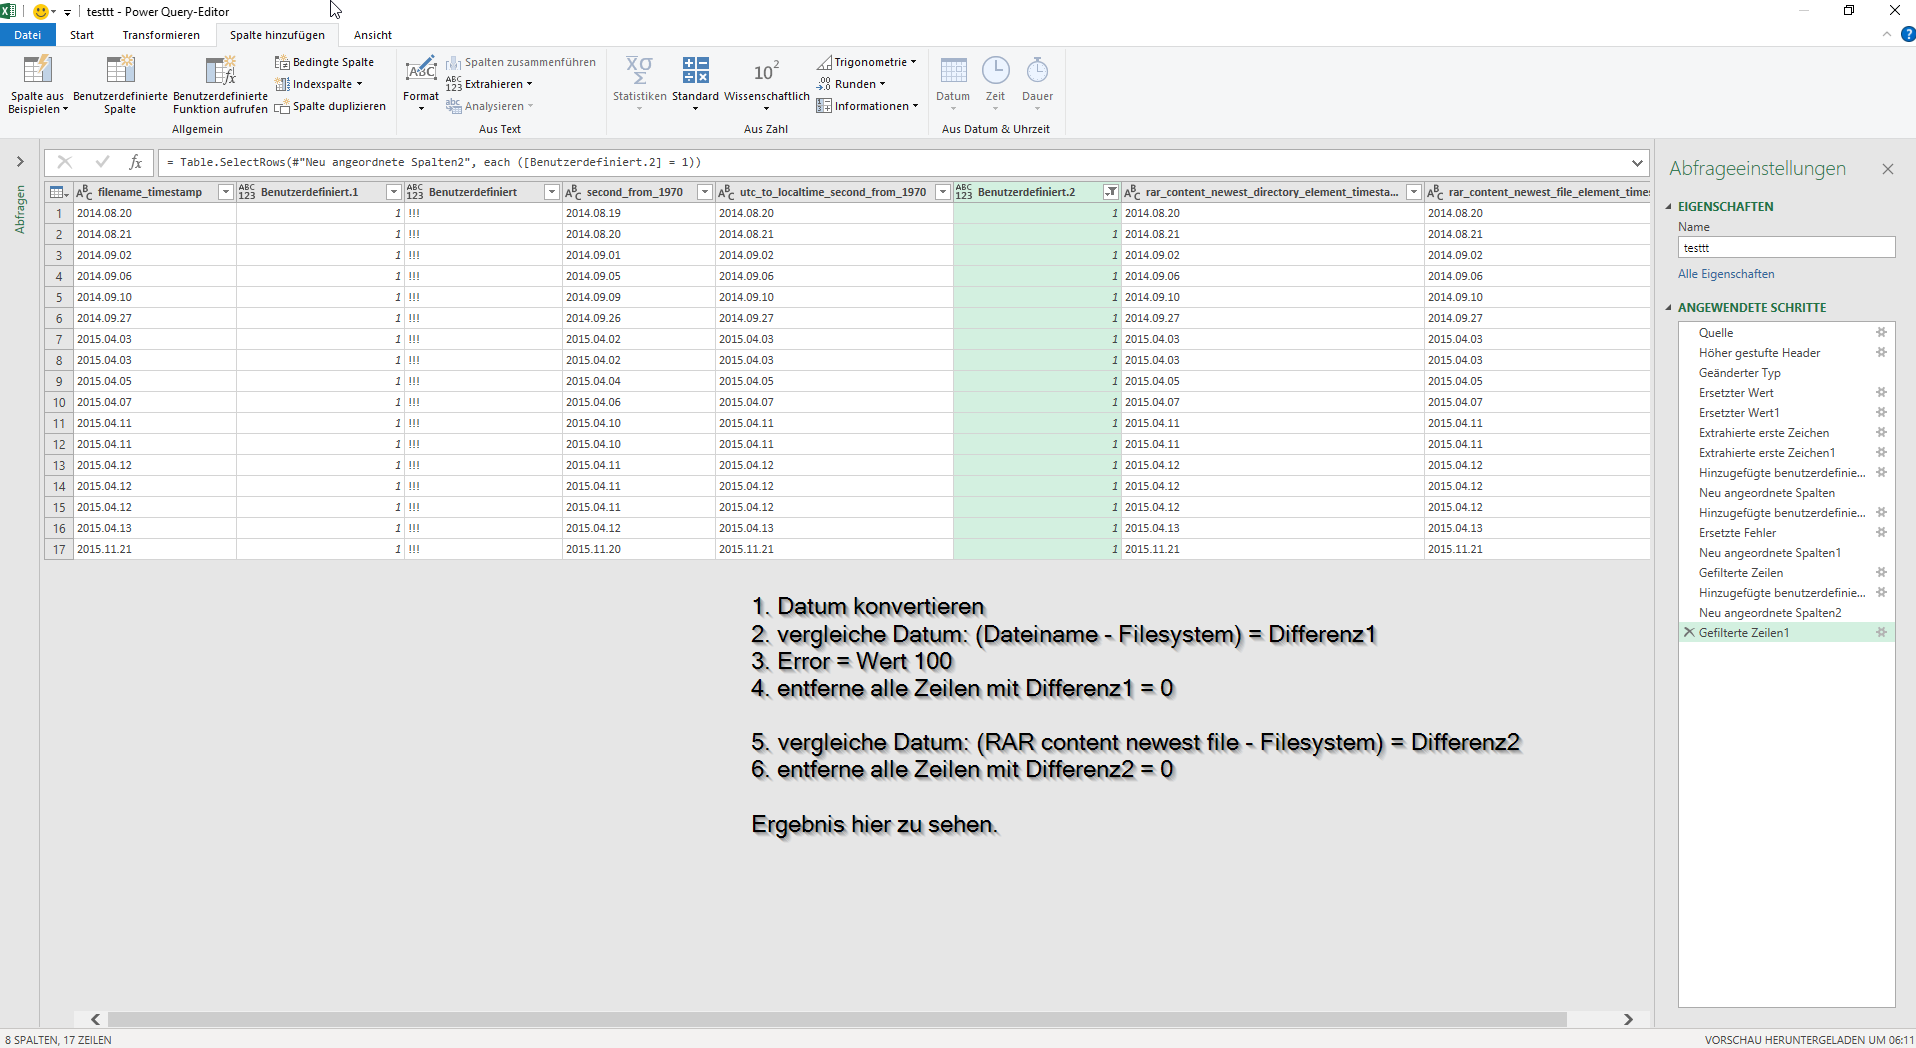 testtt - Power Query-Editor
Datei Start Transformieren Spalte hinzufügen Ansicht
Spalte aus Beispielen
Benutzerdefinierte Spalte
Benutzerdefinierte Funktion aufrufen
Bedingte Spalte
Indexspalte
Spalte duplizieren
Allgemein
Format
Spalten zusammenführen
Extrahieren
Analysieren
Aus Text
Statistiken
Standard
Wissenschaftlich
Trigonometrie
Runden
Informationen
Aus Zahl
Datum
Zeit
Dauer
Aus Datum & Uhrzeit
Abfragen
= Table.SelectRows(#"Neu angeordnete Spalten2", each ([Benutzerdefiniert.2] = 1))
filename_timestamp Benutzerdefiniert.1 Benutzerdefiniert second_from_1970 utc_to_localtime_second_from_1970 Benutzerdefiniert.2 rar_content_newest_directory_element_timesta... rar_content_newest_file_element_times
1 2014.08.20 1 !!! 2014.08.19 2014.08.20 1 2014.08.20 2014.08.20
2 2014.08.21 1 !!! 2014.08.20 2014.08.21 1 2014.08.21 2014.08.21
3 2014.09.02 1 !!! 2014.09.01 2014.09.02 1 2014.09.02 2014.09.02
4 2014.09.06 1 !!! 2014.09.05 2014.09.06 1 2014.09.06 2014.09.06
5 2014.09.10 1 !!! 2014.09.09 2014.09.10 1 2014.09.10 2014.09.10
6 2014.09.27 1 !!! 2014.09.26 2014.09.27 1 2014.09.27 2014.09.27
7 2015.04.03 1 !!! 2015.04.02 2015.04.03 1 2015.04.03 2015.04.03
8 2015.04.03 1 !!! 2015.04.02 2015.04.03 1 2015.04.03 2015.04.03
9 2015.04.05 1 !!! 2015.04.04 2015.04.05 1 2015.04.05 2015.04.05
10 2015.04.07 1 !!! 2015.04.06 2015.04.07 1 2015.04.07 2015.04.07
11 2015.04.11 1 !!! 2015.04.10 2015.04.11 1 2015.04.11 2015.04.11
12 2015.04.11 1 !!! 2015.04.10 2015.04.11 1 2015.04.11 2015.04.11
13 2015.04.12 1 !!! 2015.04.11 2015.04.12 1 2015.04.12 2015.04.12
14 2015.04.12 1 !!! 2015.04.11 2015.04.12 1 2015.04.12 2015.04.12
15 2015.04.12 1 !!! 2015.04.11 2015.04.12 1 2015.04.12 2015.04.12
16 2015.04.13 1 !!! 2015.04.12 2015.04.13 1 2015.04.13 2015.04.13
17 2015.11.21 1 !!! 2015.11.20 2015.11.21 1 2015.11.21 2015.11.21
1. Datum konvertieren
2. vergleiche Datum: (Dateiname - Filesystem) = Differenz1
3. Error = Wert 100
4. entferne alle Zeilen mit Differenz1 = 0
5. vergleiche Datum: (RAR content newest file - Filesystem) = Differenz2
6. entferne alle Zeilen mit Differenz2 = 0
Ergebnis hier zu sehen.
Abfrageeinstellungen
EIGENSCHAFTEN
Name
testtt
Alle Eigenschaften
ANGEWENDETE SCHRITTE
Quelle
Höher gestufte Header
Geänderter Typ
Ersetzter Wert
Ersetzter Wert1
Extrahierte erste Zeichen
Extrahierte erste Zeichen1
Hinzugefügte benutzerdefinie...
Neu angeordnete Spalten
Hinzugefügte benutzerdefinie...
Ersetzte Fehler
Neu angeordnete Spalten1
Gefilterte Zeilen
Hinzugefügte benutzerdefinie...
Neu angeordnete Spalten2
Gefilterte Zeilen1
8 SPALTEN, 17 ZEILEN
VORSCHAU HERUNTERGELADEN UM 06:11